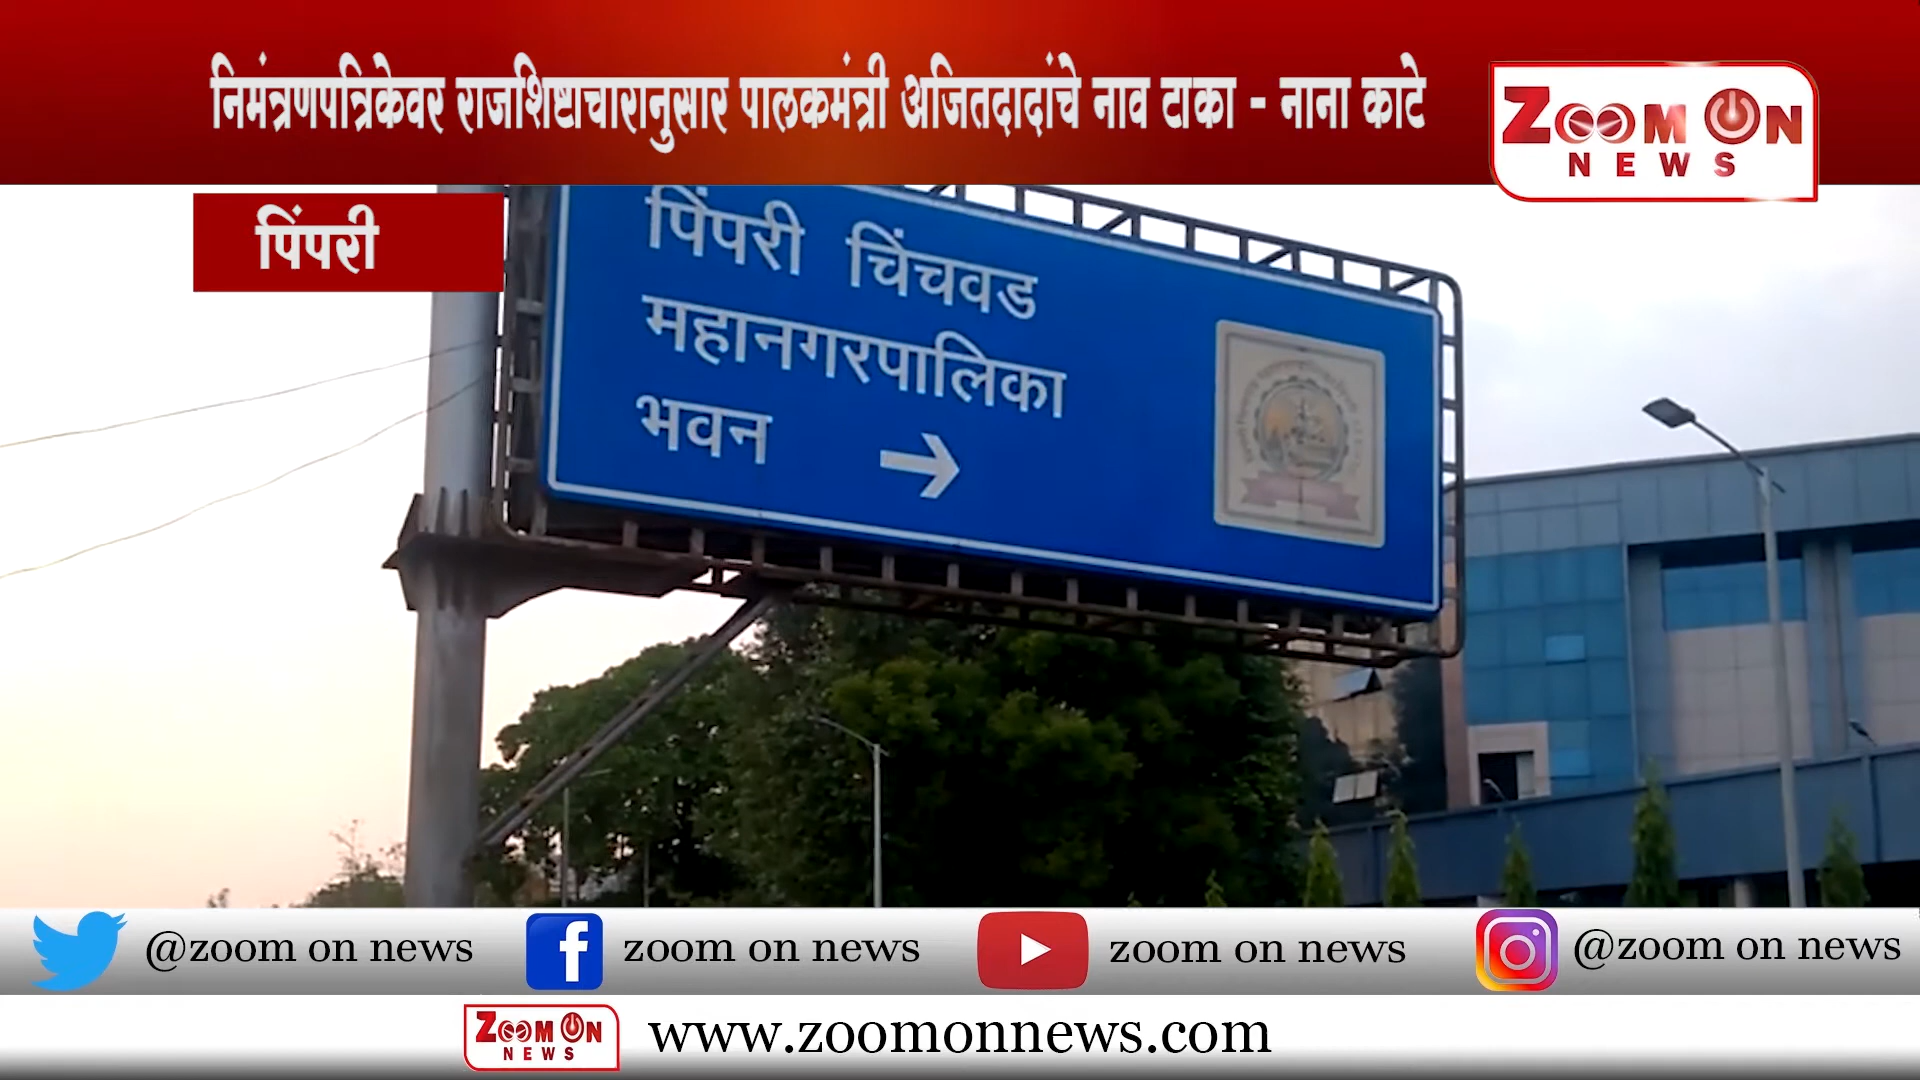 निमंत्रणपत्रिकेवर राजशिष्टाचारानुसार पालकमंत्री अजितदादांचे नाव टाका - नाना काटे
ZOOM ON
NEWS
पिंपरी
पिंपरी चिंचवड
महानगरपालिका
भवन
@zoom on news
zoom on news
zoom on news
@zoom on news
ZOOM ON
NEWS
www.zoomonnews.com